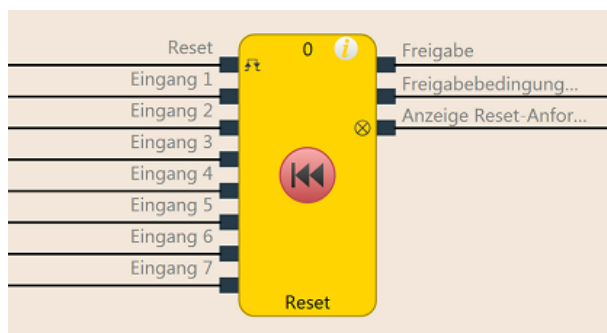 Reset
Eingang 1
Eingang 2
Eingang 3
Eingang 4
Eingang 5
Eingang 6
Eingang 7
0 i
Reset
Freigabe
Freigabebedingung...
Anzeige Reset-Anfor...